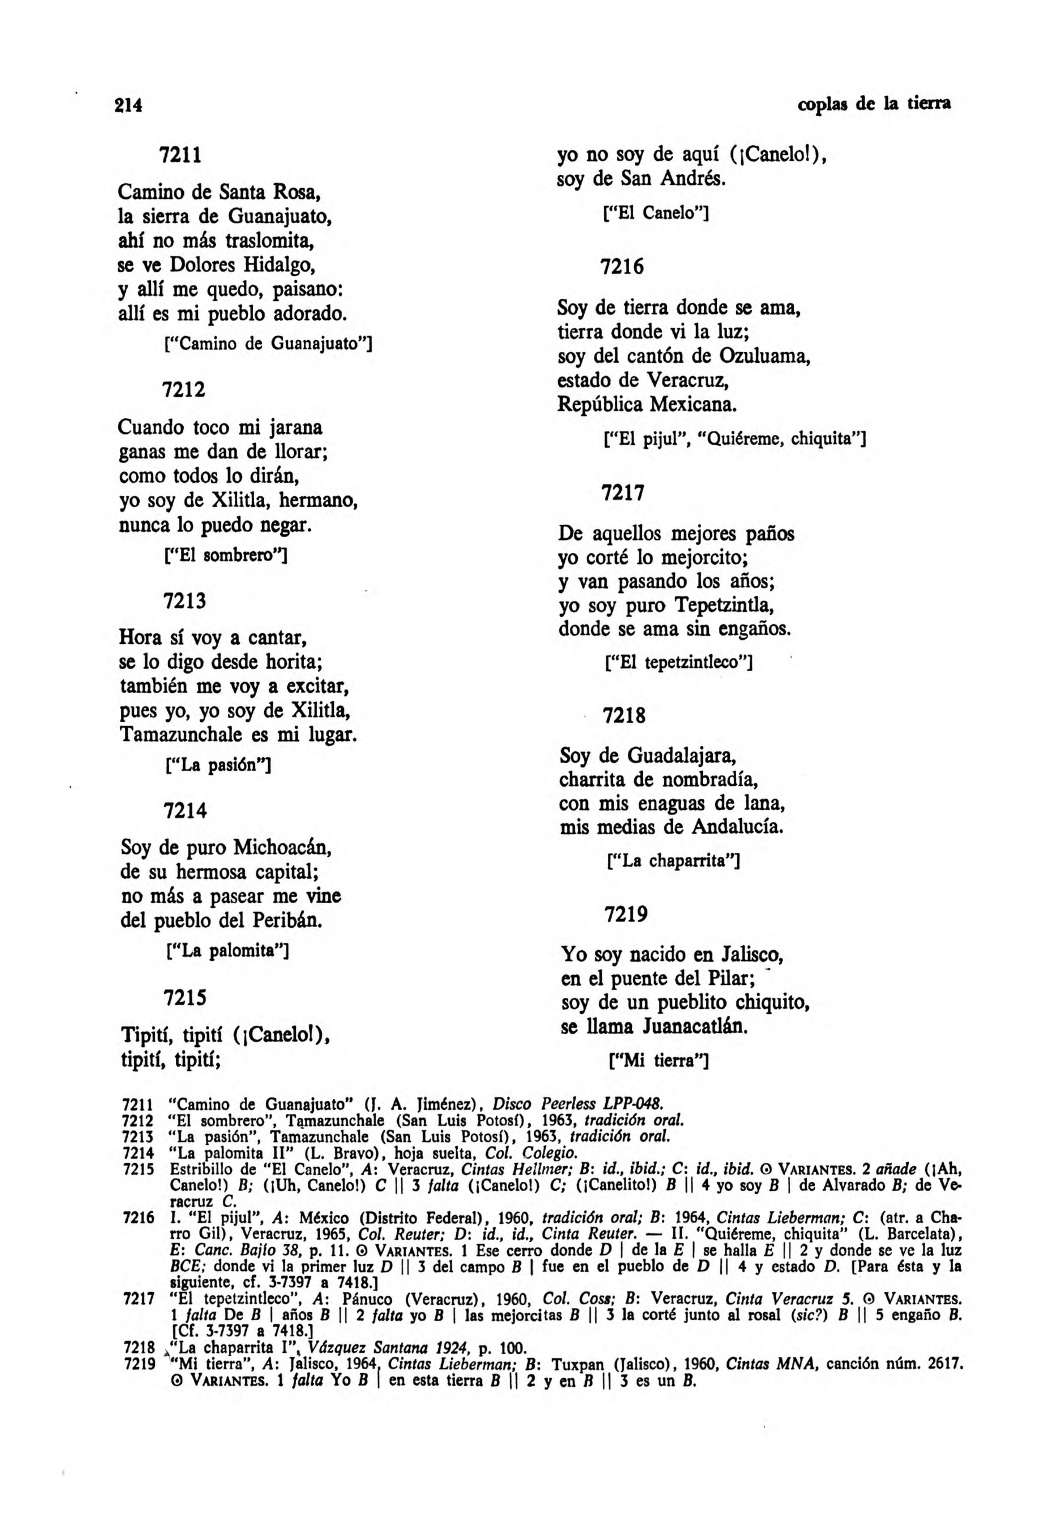 214
coplas de la tierra
7211
Camino de Santa Rosa,
la sierra de Guanajuato,
ahí no más traslomita,
se ve Dolores Hidalgo,
y allí me quedo, paisano:
allí es mi pueblo adorado.
["Camino de Guanajuato"]
7212
Cuando toco mi jarana
ganas me dan de llorar;
como todos lo dirán,
yo soy de Xilitla, hermano,
nunca lo puedo negar.
["El sombrero"]
7213
Hora sí voy a cantar,
se lo digo desde horita;
también me voy a excitar,
pues yo, yo soy de Xilitla,
Tamazunchale es mi lugar.
["La pasión"]
7214
Soy de puro Michoacán,
de su hermosa capital;
no más a pasear me vine
del pueblo del Peribán.
["La palomita"]
7215
Tipití, tipití (¡Canelo!),
tipití, tipití;
yo no soy de aquí (¡Canelo!),
soy de San Andrés.
["El Canelo"]
7216
Soy de tierra donde se ama,
tierra donde vi la luz;
soy del cantón de Ozuluama,
estado de Veracruz,
República Mexicana.
["El pijul", "Quiéreme, chiquita"]
7217
De aquellos mejores paños
yo corté lo mejorcito;
y van pasando los años;
yo soy puro Tepetzintla,
donde se ama sin engaños.
["El tepetzintleco"]
7218
Soy de Guadalajara,
charrita de nombradía,
con mis enaguas de lana,
mis medias de Andalucía.
["La chaparrita"]
7219
Yo soy nacido en Jalisco,
en el puente del Pilar;
soy de un pueblito chiquito,
se llama Juanacatlán.
["Mi tierra"]
7211 "Camino de Guanajuato" (J. A. Jiménez), Disco Peerless LPP-048.
7212 "El sombrero", Tamazunchale (San Luis Potosí), 1963, tradición oral.
7213 "La pasión", Tamazunchale (San Luis Potosí), 1963, tradición oral.
7214 "La palomita II" (L. Bravo), hoja suelta, Col. Colegio.
7215 Estribillo de "El Canelo", A: Veracruz, Cintas Hellmer; B: id., ibid.; C: id., ibid. ⊙ VARIANTES. 2 añade (¡Ah,
Canelo!) B; (¡Uh, Canelo!) C || 3 falta (¡Canelo!) C; (¡Canelito!) B || 4 yo soy B | de Alvarado B; de Ve-
racruz C.
7216 I. "El pijul", A: México (Distrito Federal), 1960, tradición oral; B: 1964, Cintas Lieberman; C: (atr. a Cha-
rro Gil), Veracruz, 1965, Col. Reuter; D: id., id., Cinta Reuter. — II. "Quiéreme, chiquita" (L. Barcelata),
E: Canc. Bajío 38, p. 11. ⊙ VARIANTES. 1 Ese cerro donde D | de la E | se halla E || 2 y donde se ve la luz
BCE; donde vi la primer luz D || 3 del campo B | fue en el pueblo de D || 4 y estado D. [Para ésta y la
siguiente, cf. 3-7397 a 7418.]
7217 "El tepetzintleco", A: Pánuco (Veracruz), 1960, Col. Coss; B: Veracruz, Cinta Veracruz 5. ⊙ VARIANTES.
1 falta De B | años B || 2 falta yo B | las mejorcitas B || 3 la corté junto al rosal (sic?) B || 5 engaño B.
[Cf. 3-7397 a 7418.]
7218 "La chaparrita I", Vázquez Santana 1924, p. 100.
7219 "Mi tierra", A: Jalisco, 1964, Cintas Lieberman; B: Tuxpan (Jalisco), 1960, Cintas MNA, canción núm. 2617.
⊙ VARIANTES. 1 falta Yo B | en esta tierra B || 2 y en B || 3 es un B.